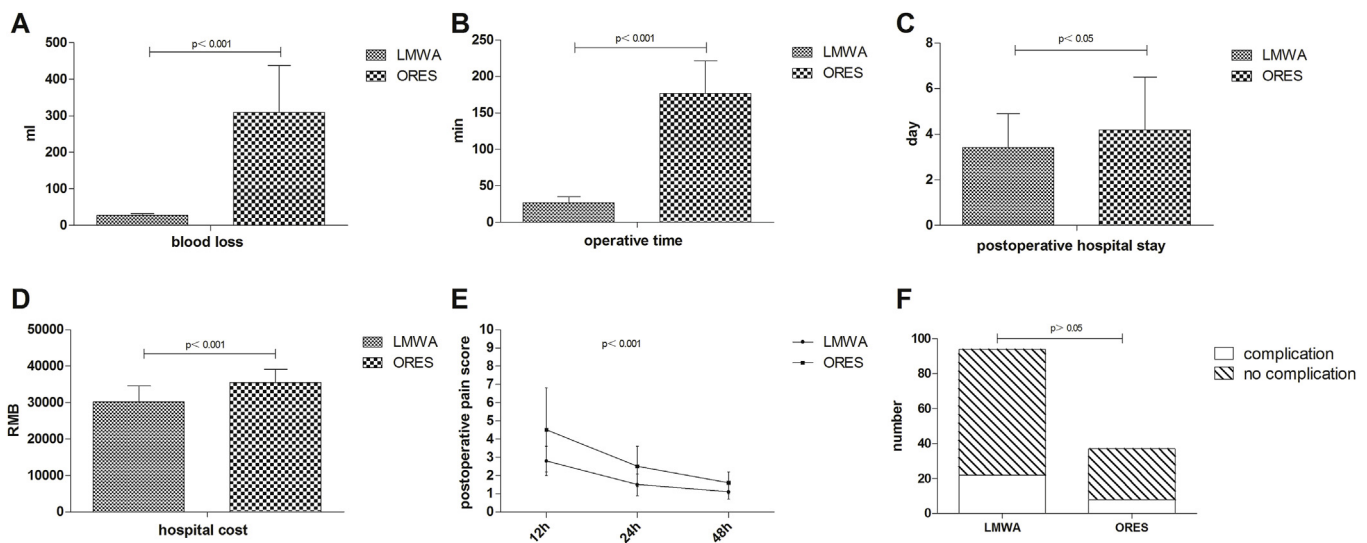 A
500
400
300
200
100
0
ml
p< 0.001
blood loss
LMWA
ORES
B
250
200
150
100
50
0
min
p< 0.001
operative time
LMWA
ORES
C
8
6
4
2
0
day
p< 0.05
postoperative hospital stay
LMWA
ORES
D
50000
40000
30000
20000
10000
0
RMB
p< 0.001
hospital cost
LMWA
ORES
E
10
9
8
7
6
5
4
3
2
1
0
postoperative pain score
p< 0.001
12h
24h
48h
LMWA
ORES
F
100
80
60
40
20
0
number
p> 0.05
LMWA
ORES
complication
no complication